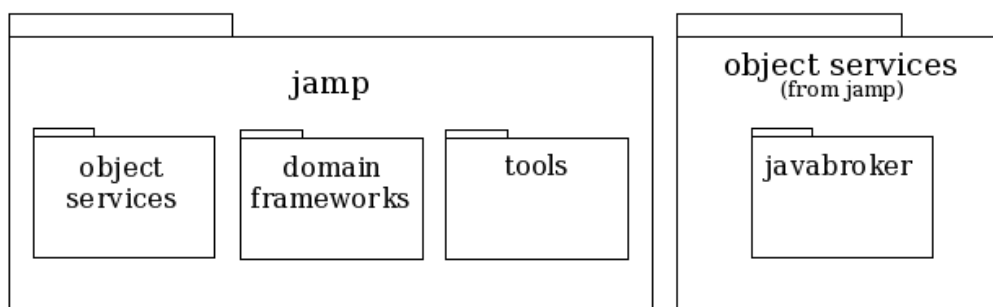 jamp
object
services
domain
frameworks
tools
object services
(from jamp)
javabroker